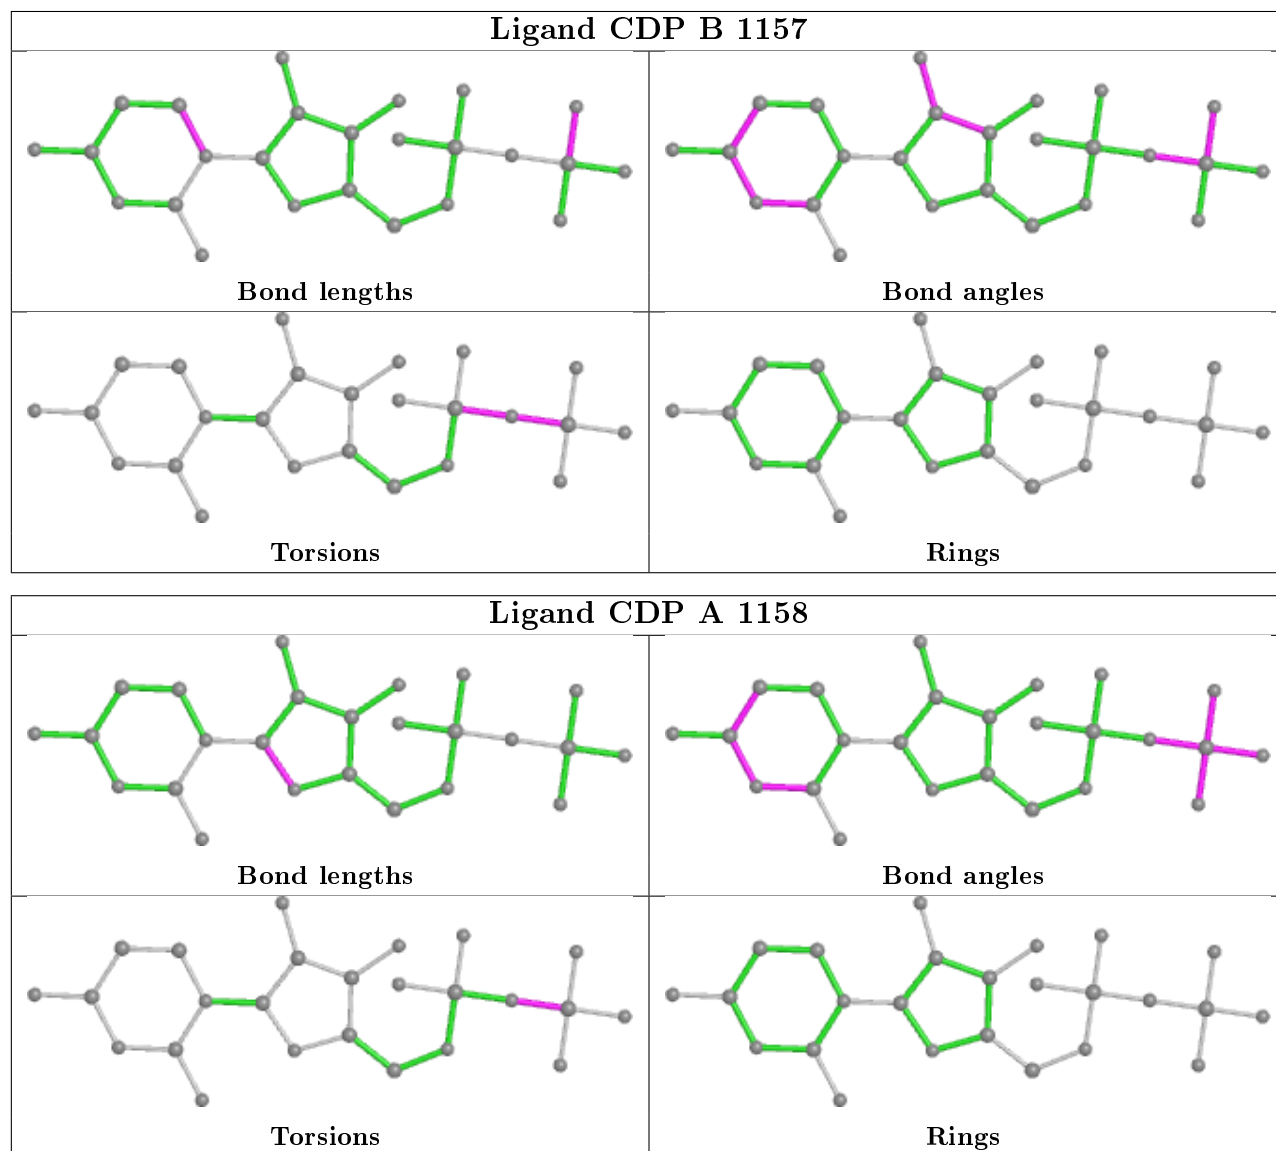 Ligand CDP B 1157
Bond lengths
Bond angles
Torsions
Rings
Ligand CDP A 1158
Bond lengths
Bond angles
Torsions
Rings